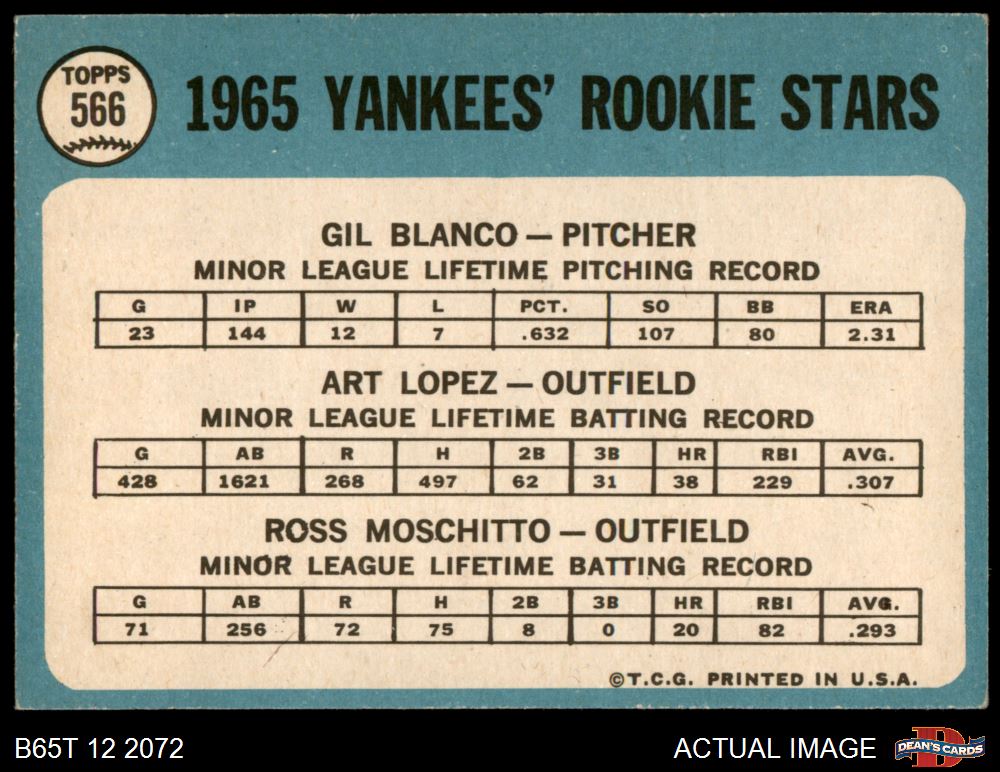 TOPPS
566
1965 YANKEES' ROOKIE STARS
GIL BLANCO — PITCHER
MINOR LEAGUE LIFETIME PITCHING RECORD
G IP W L PCT. SO BB ERA
23 144 12 7 .632 107 80 2.31
ART LOPEZ — OUTFIELD
MINOR LEAGUE LIFETIME BATTING RECORD
G AB R H 2B 3B HR RBI AVG.
428 1621 268 497 62 31 38 229 .307
ROSS MOSCHITTO — OUTFIELD
MINOR LEAGUE LIFETIME BATTING RECORD
G AB R H 2B 3B HR RBI AVG.
71 256 72 75 8 0 20 82 .293
©T.C.G. PRINTED IN U.S.A.
B65T 12 2072
ACTUAL IMAGE
D
DEAN'S CARDS